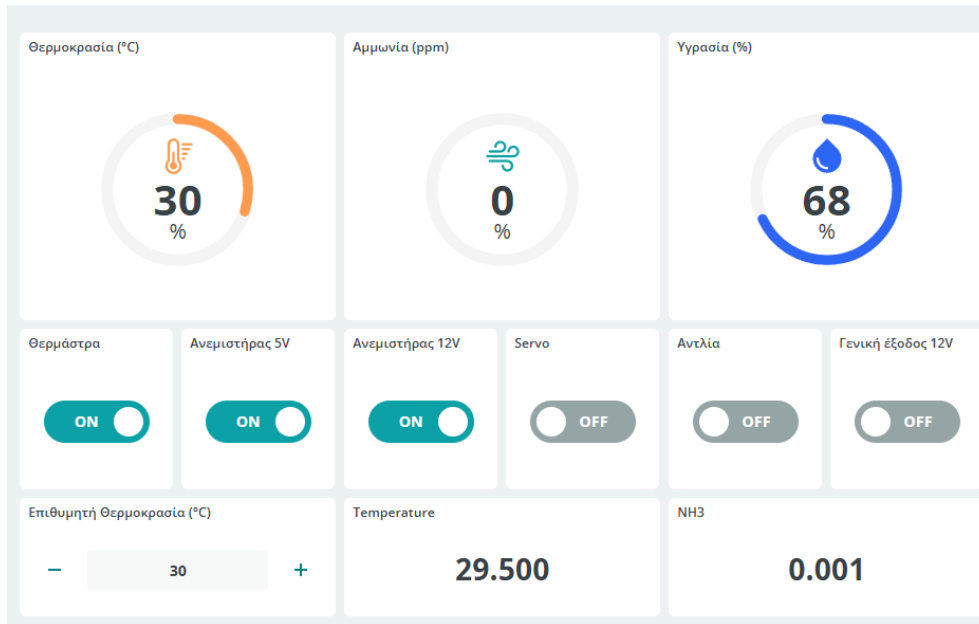 Θερμοκρασία (°C)
Αμμωνία (ppm)
Υγρασία (%)
30
%
0
%
68
%
Θερμάστρα
Ανεμιστήρας 5V
Ανεμιστήρας 12V
Servo
Αντλία
Γενική έξοδος 12V
ON
ON
ON
OFF
OFF
OFF
Επιθυμητή Θερμοκρασία (°C)
Temperature
NH3
− 30 +
29.500
0.001